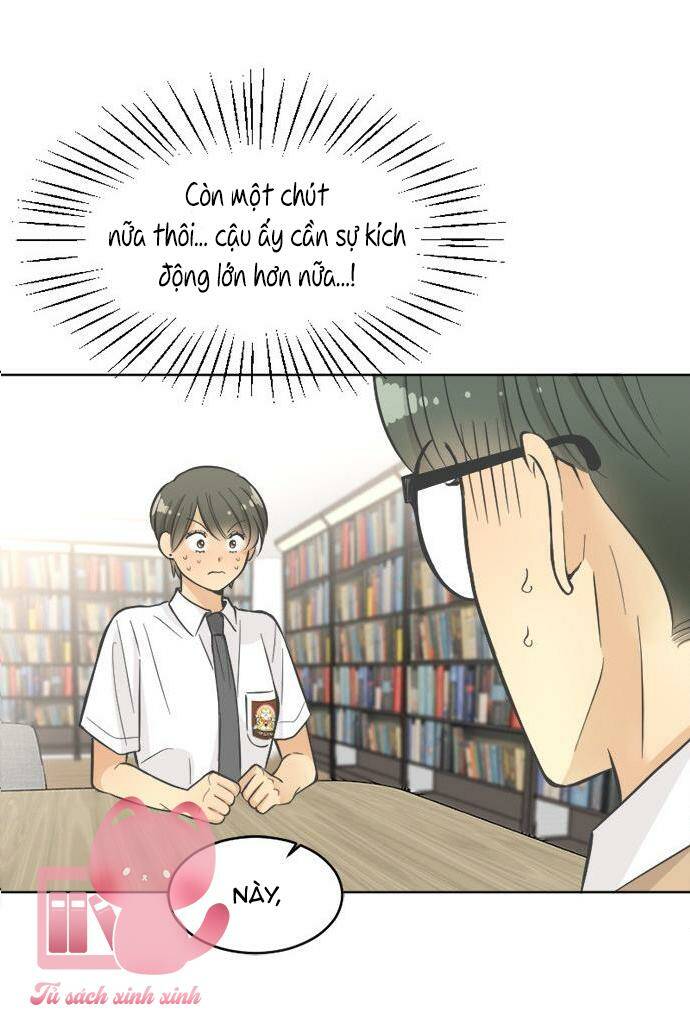 Còn một chút
nữa thôi... cậu ấy cần sự kích
động lớn hơn nữa...!
NÀY,
Tủ sách xinh xinh